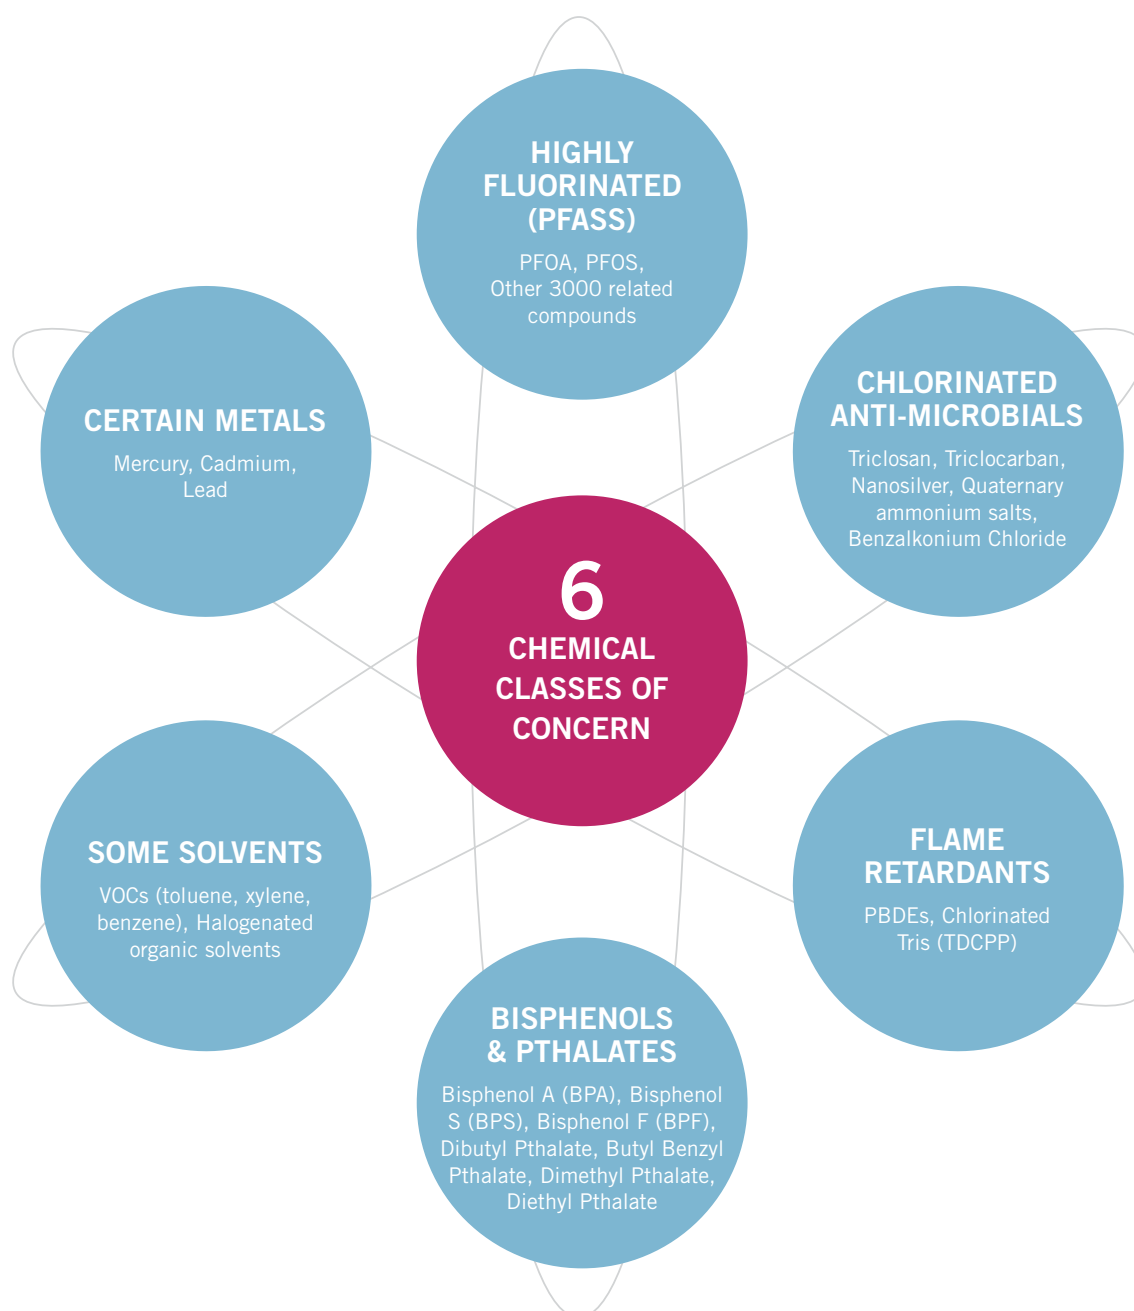 HIGHLY
FLUORINATED
(PFASS)
PFOA, PFOS,
Other 3000 related
compounds
CERTAIN METALS
Mercury, Cadmium,
Lead
CHLORINATED
ANTI-MICROBIALS
Triclosan, Triclocarban,
Nanosilver, Quaternary
ammonium salts,
Benzalkonium Chloride
6
CHEMICAL
CLASSES OF
CONCERN
SOME SOLVENTS
VOCs (toluene, xylene,
benzene), Halogenated
organic solvents
FLAME
RETARDANTS
PBDEs, Chlorinated
Tris (TDCPP)
BISPHENOLS
& PTHALATES
Bisphenol A (BPA), Bisphenol
S (BPS), Bisphenol F (BPF),
Dibutyl Pthalate, Butyl Benzyl
Pthalate, Dimethyl Pthalate,
Diethyl Pthalate